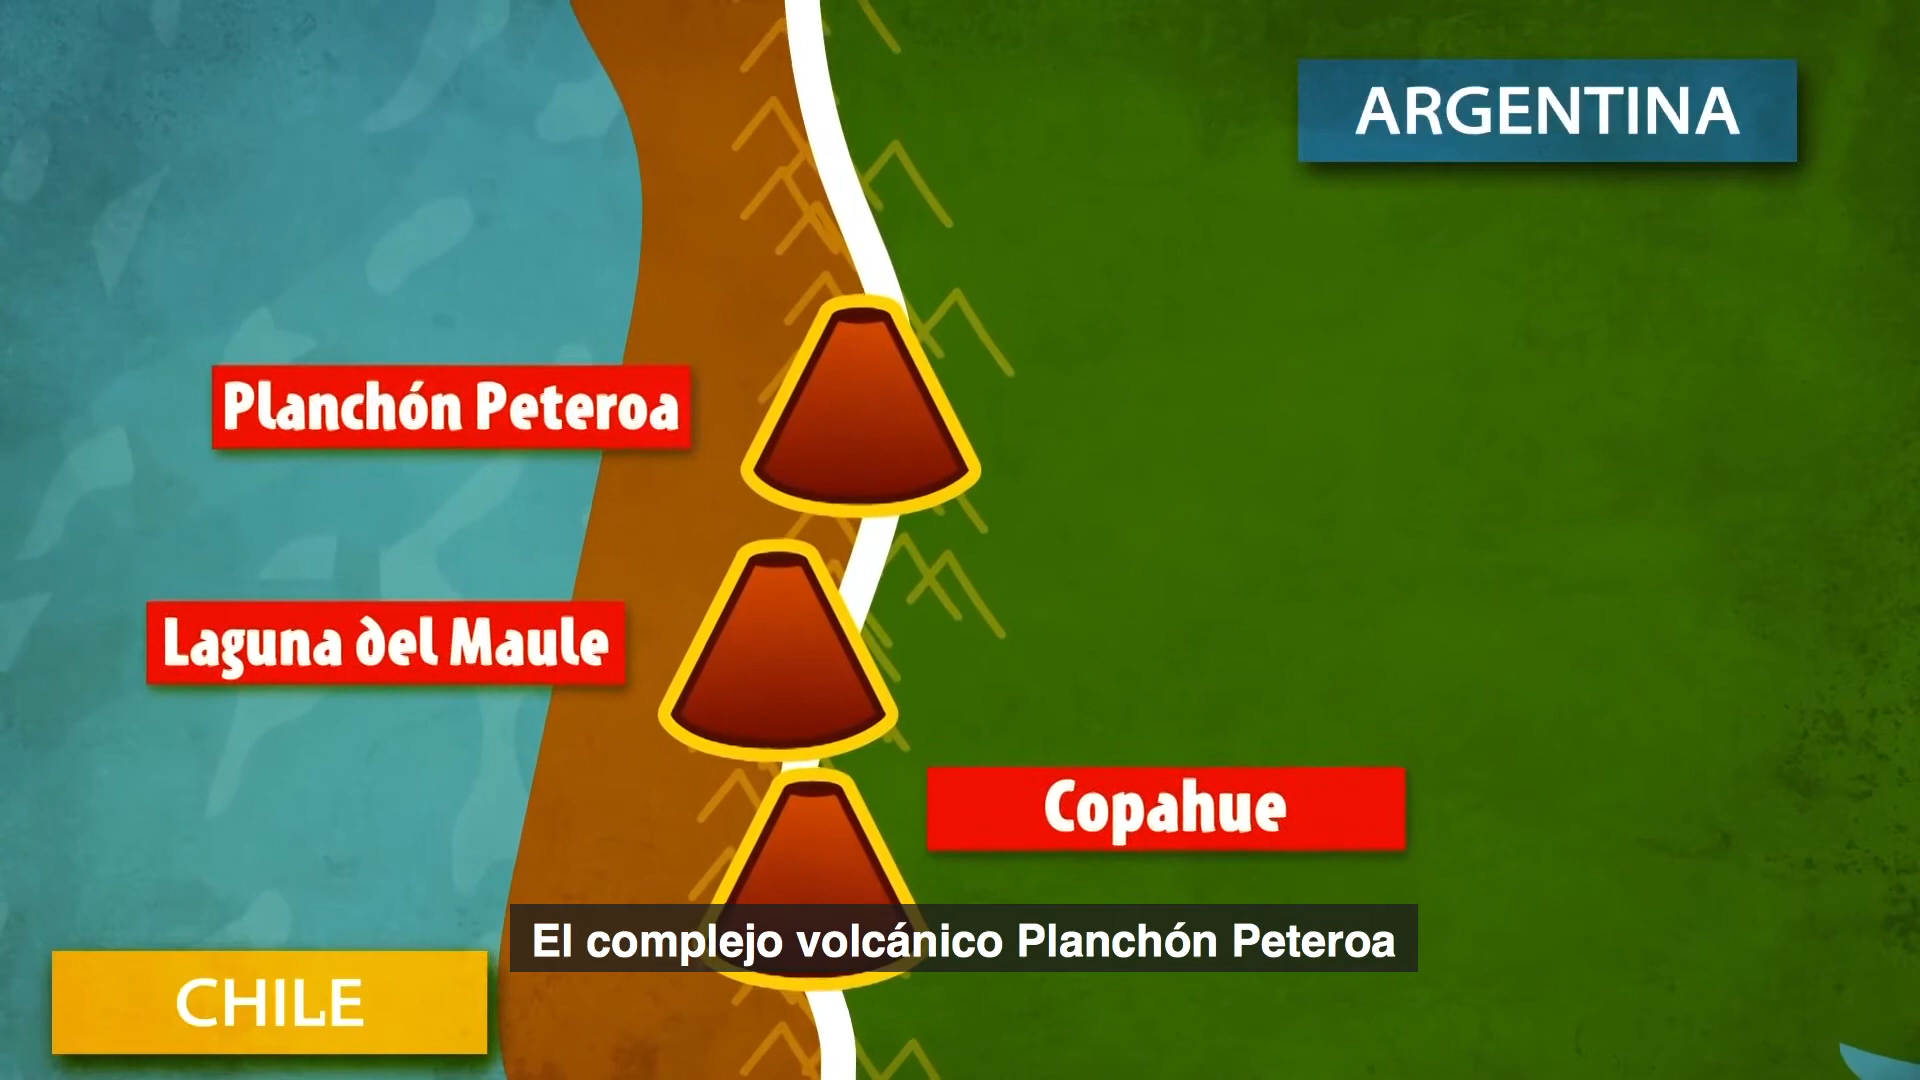 ARGENTINA
Planchón Peteroa
Laguna del Maule
Copahue
El complejo volcánico Planchón Peteroa
CHILE